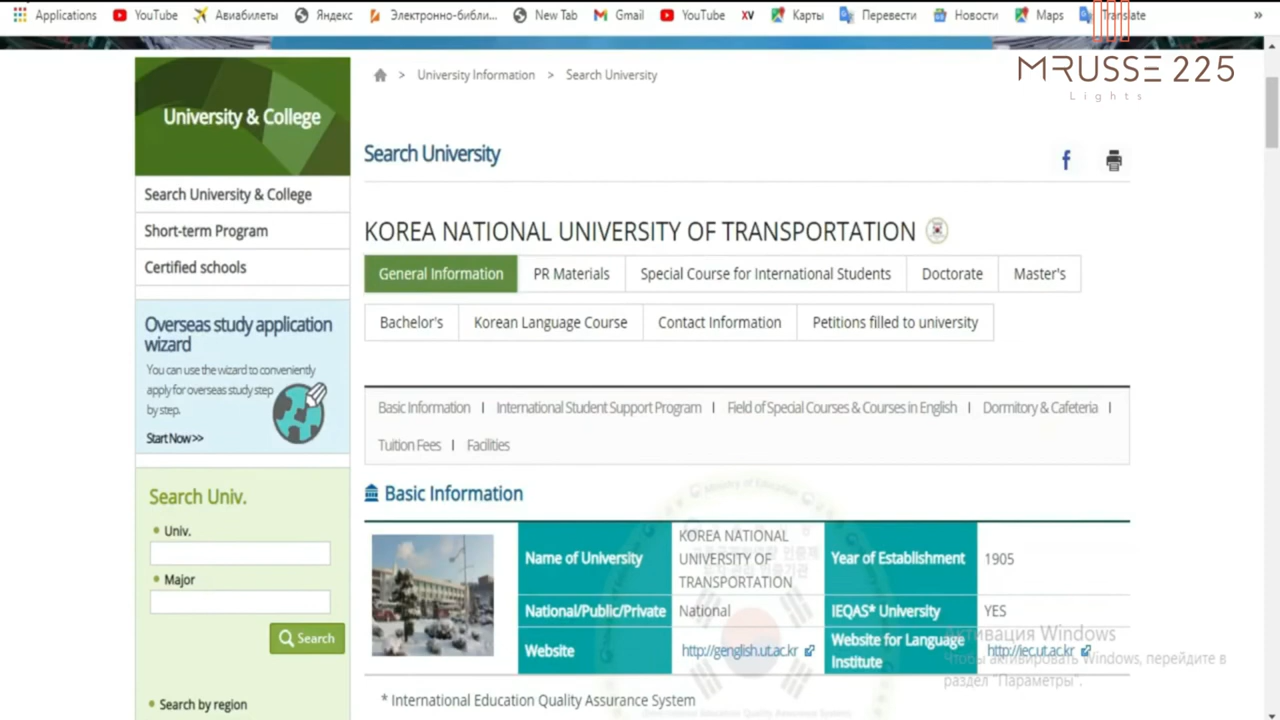 Applications YouTube Авиабилеты Яндекс Электронно-библи... New Tab Gmail YouTube XV Карты Перевести Новости Maps Translate »
MRUSSE 225
Lights
University & College
Search University & College
Short-term Program
Certified schools
Overseas study application
wizard
You can use the wizard to conveniently
apply for overseas study step
by step.
Start Now >>
Search Univ.
Univ.
Major
Search
Search by region
> University Information > Search University
Search University
KOREA NATIONAL UNIVERSITY OF TRANSPORTATION
General Information PR Materials Special Course for International Students Doctorate Master's
Bachelor's Korean Language Course Contact Information Petitions filled to university
Basic Information | International Student Support Program | Field of Special Courses & Courses in English | Dormitory & Cafeteria |
Tuition Fees | Facilities
Basic Information
Name of University KOREA NATIONAL UNIVERSITY OF TRANSPORTATION Year of Establishment 1905
National/Public/Private National IEQAS* University YES
Website http://genglish.ut.ac.kr Website for Language Institute http://iec.ut.ac.kr
* International Education Quality Assurance System
Ministry of Education
Активация Windows
Чтобы активировать Windows, перейдите в
раздел "Параметры".